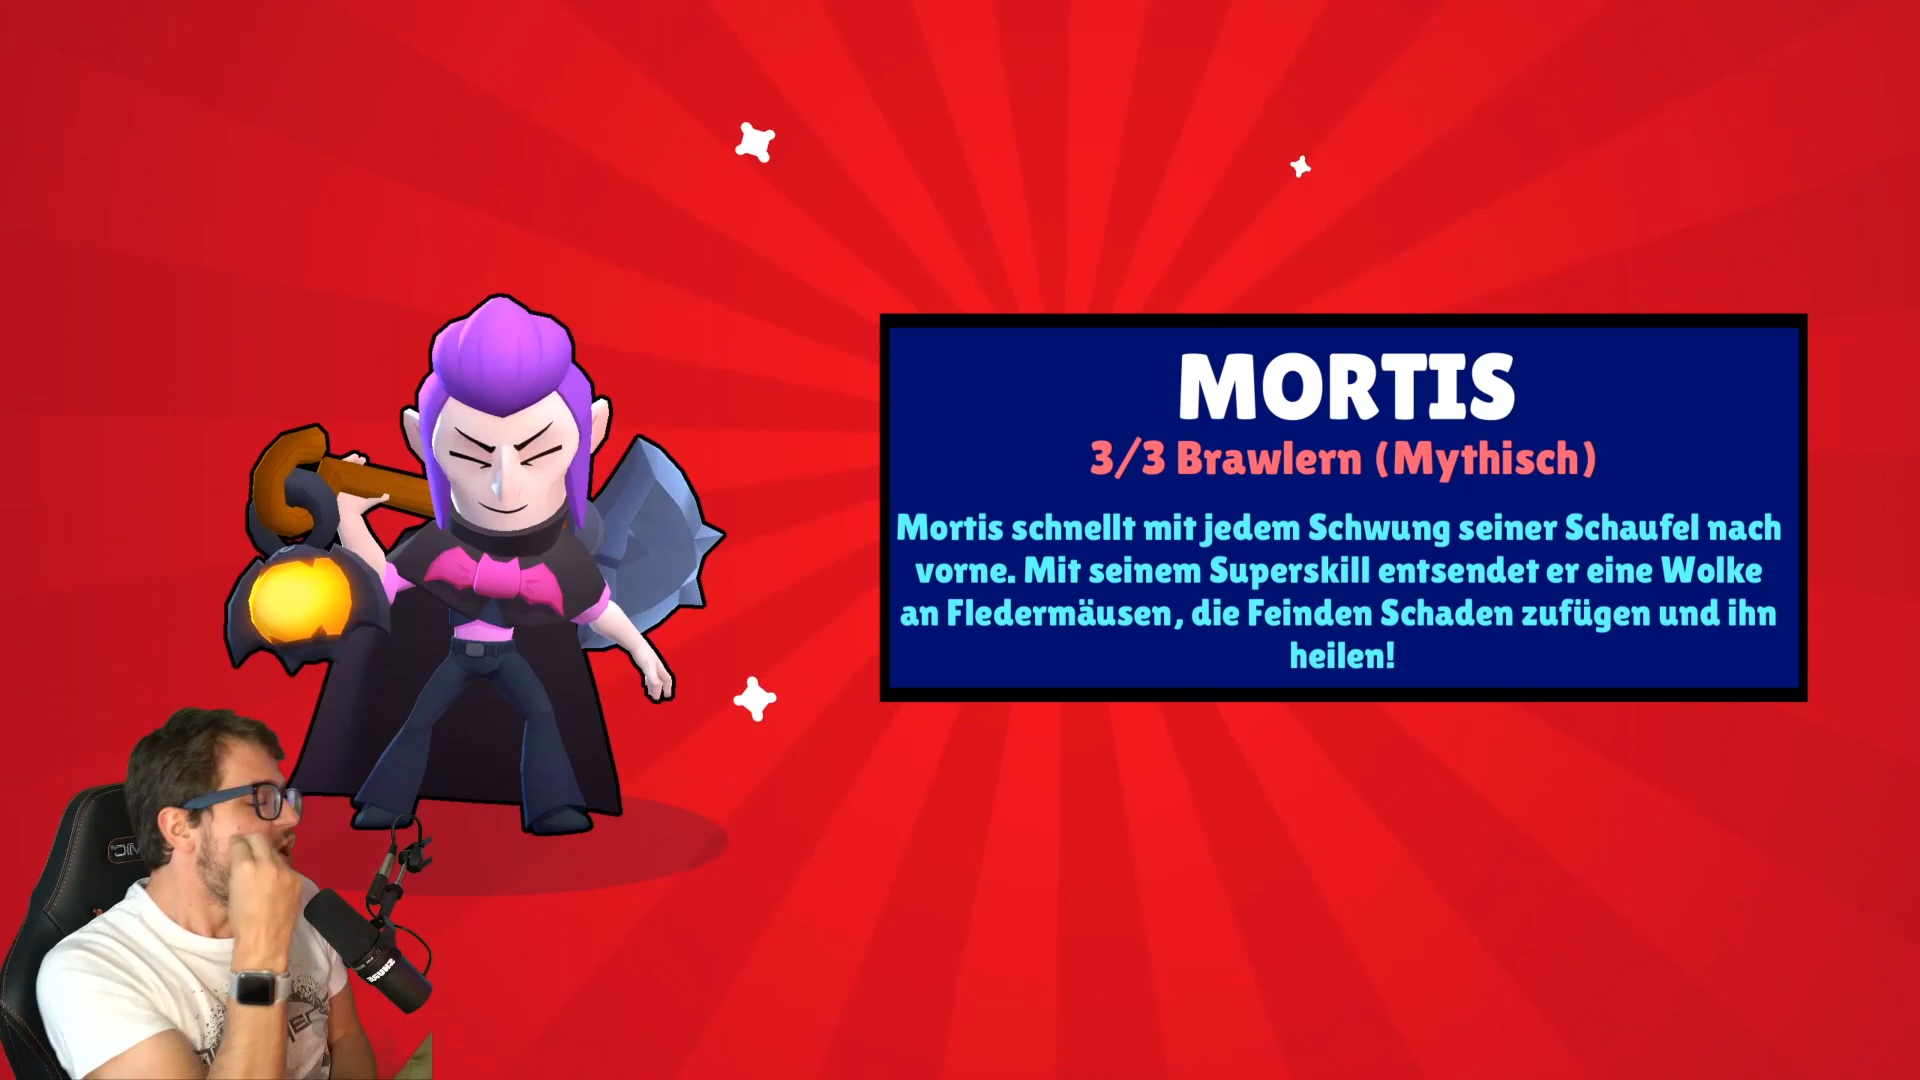 MORTIS
3/3 Brawlern (Mythisch)
Mortis schnellt mit jedem Schwung seiner Schaufel nach
vorne. Mit seinem Superskill entsendet er eine Wolke
an Fledermäusen, die Feinden Schaden zufügen und ihn
heilen!